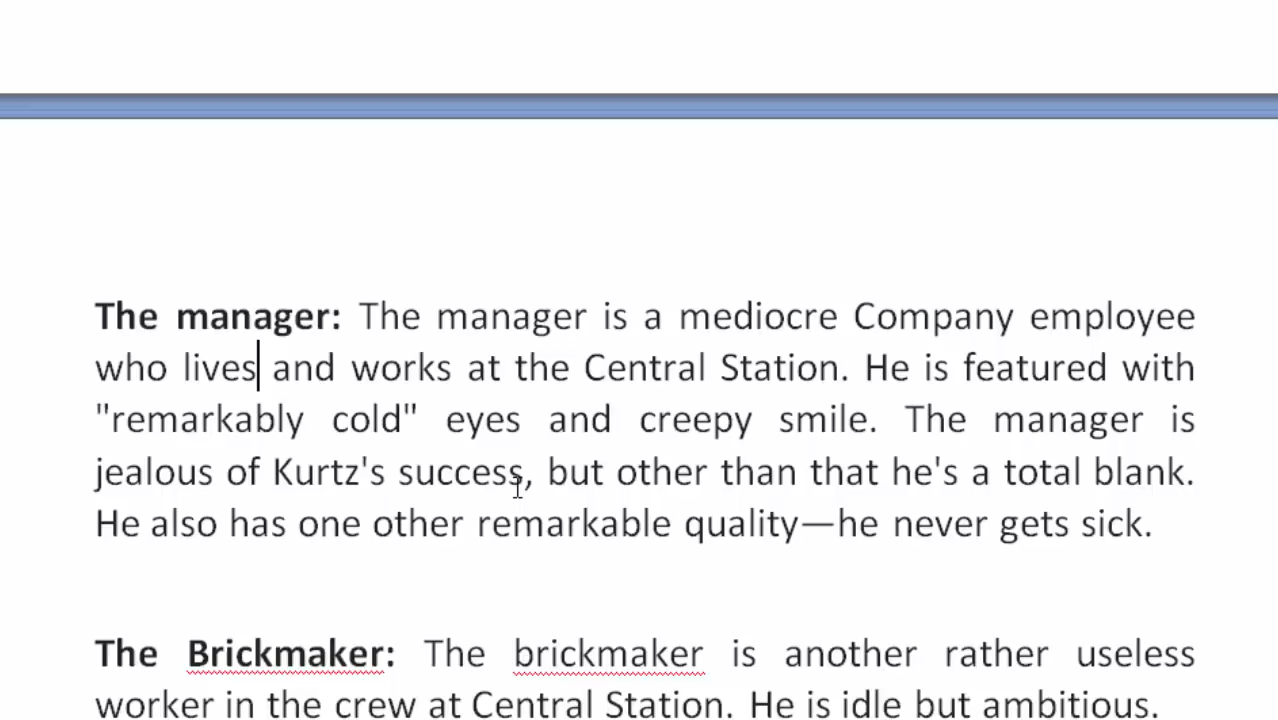 The manager: The manager is a mediocre Company employee
who lives and works at the Central Station. He is featured with
"remarkably cold" eyes and creepy smile. The manager is
jealous of Kurtz's success, but other than that he's a total blank.
He also has one other remarkable quality—he never gets sick.
The Brickmaker: The brickmaker is another rather useless
worker in the crew at Central Station. He is idle but ambitious.